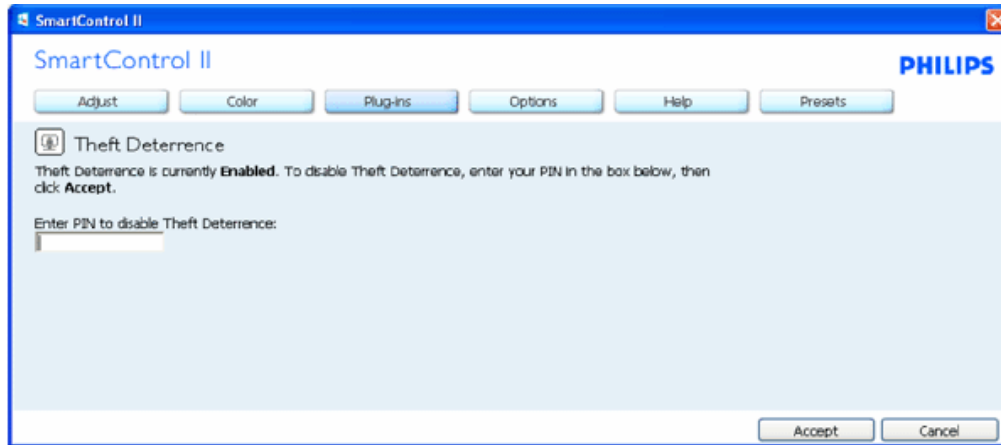 SmartControl II
SmartControl II
PHILIPS
Adjust Color Plug-ins Options Help Presets
Theft Deterrence
Theft Deterrence is currently Enabled. To disable Theft Deterrence, enter your PIN in the box below, then
click Accept.
Enter PIN to disable Theft Deterrence:
Accept Cancel